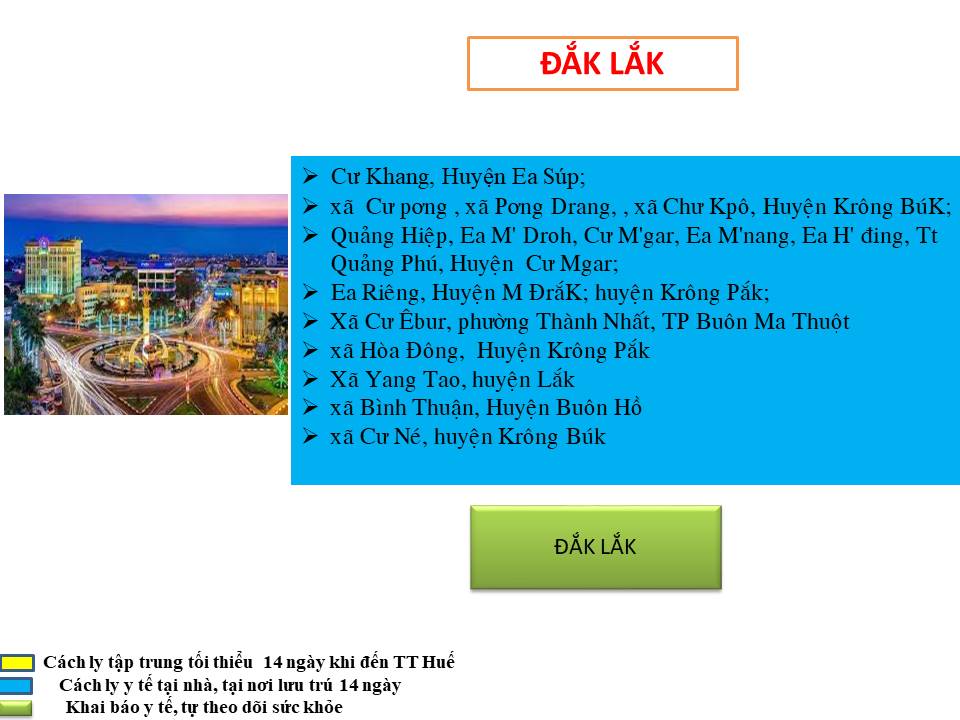 ĐẮK LẮK
➢ Cư Khang, Huyện Ea Súp;
➢ xã  Cư pơng , xã Pơng Drang, , xã Chư Kpô, Huyện Krông BúK;
➢ Quảng Hiệp, Ea M' Droh, Cư M'gar, Ea M'nang, Ea H' đing, Tt
Quảng Phú, Huyện  Cư Mgar;
➢ Ea Riêng, Huyện M ĐrắK; huyện Krông Pắk;
➢ Xã Cư Êbur, phường Thành Nhất, TP Buôn Ma Thuột
➢ xã Hòa Đông,  Huyện Krông Pắk
➢ Xã Yang Tao, huyện Lắk
➢ xã Bình Thuận, Huyện Buôn Hồ
➢ xã Cư Né, huyện Krông Búk
ĐẮK LẮK
Cách ly tập trung tối thiểu  14 ngày khi đến TT Huế
Cách ly y tế tại nhà, tại nơi lưu trú 14 ngày
Khai báo y tế, tự theo dõi sức khỏe